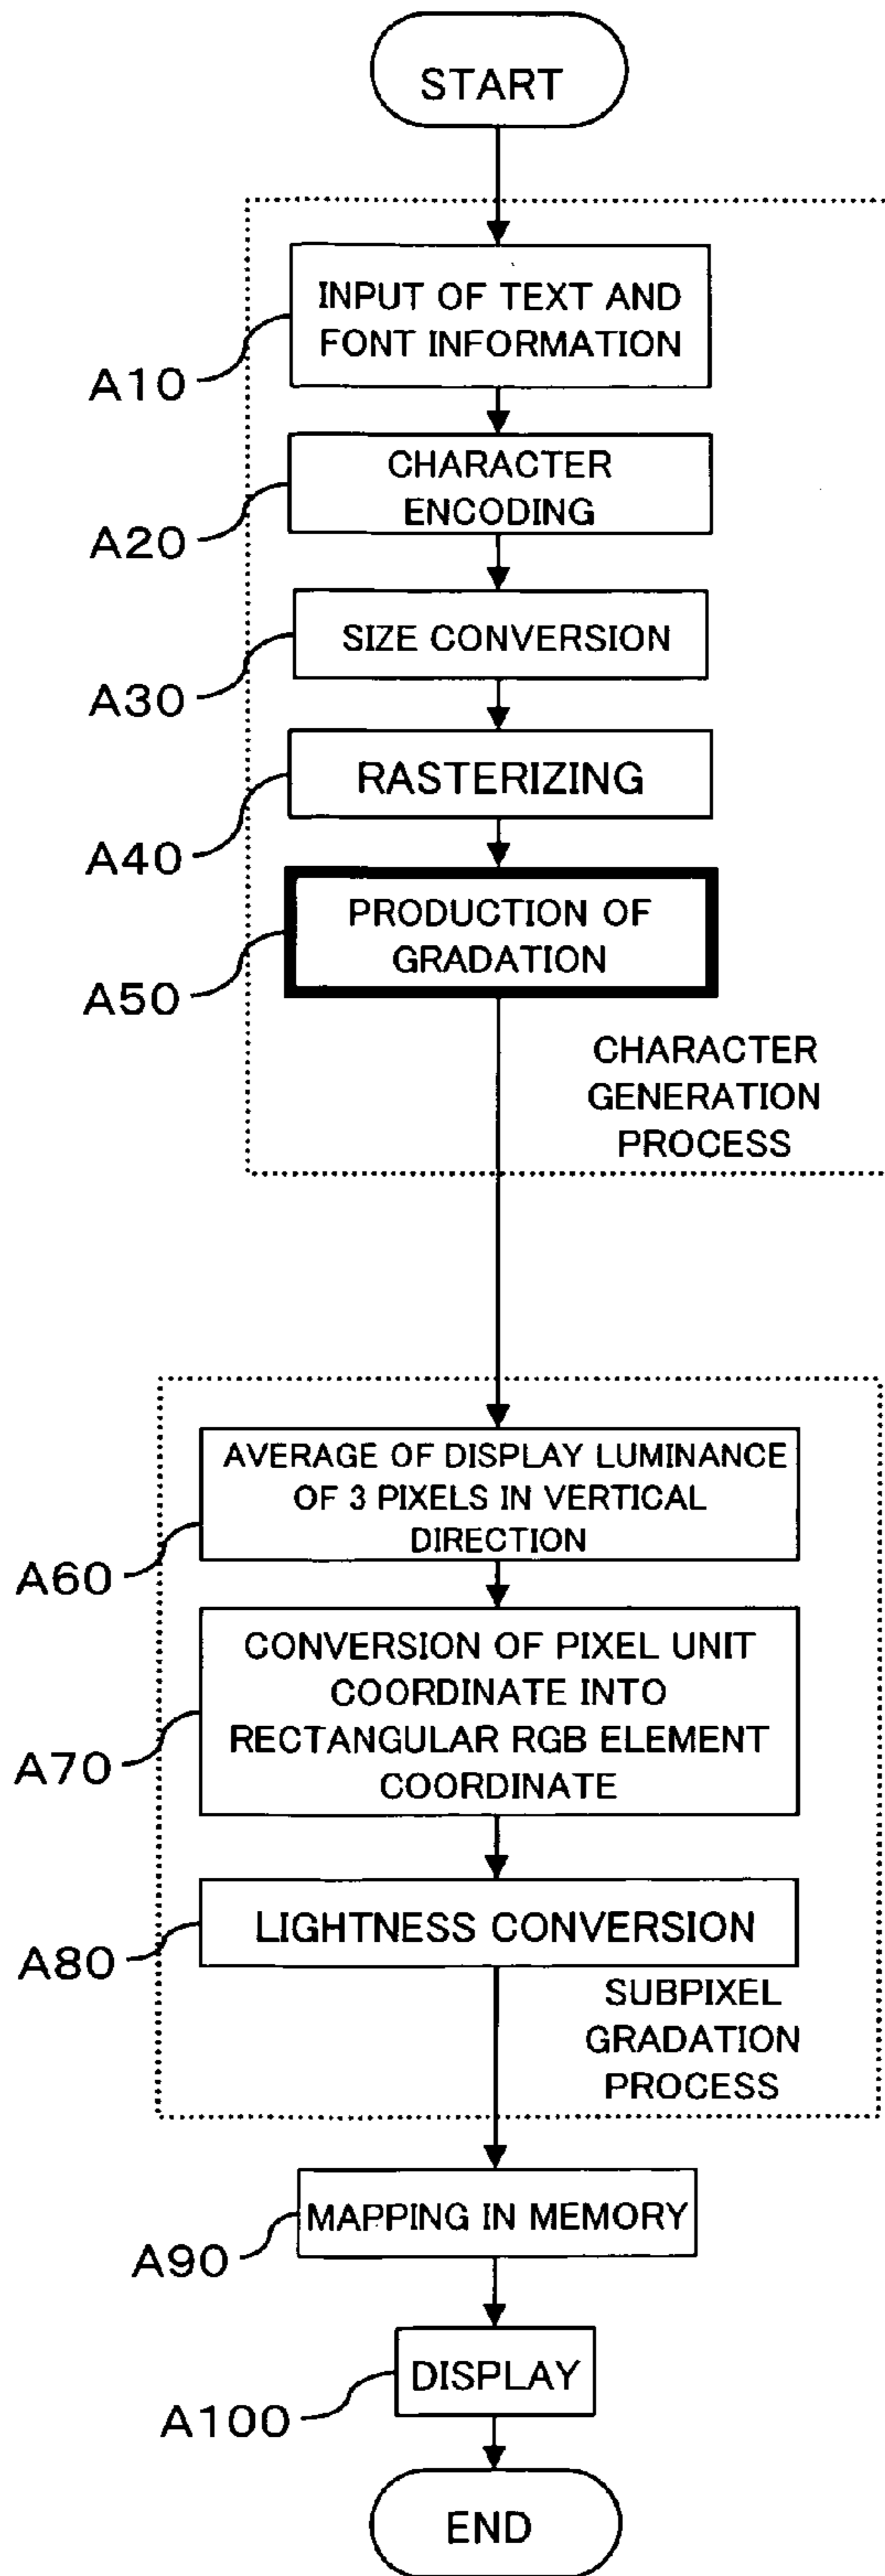 START
INPUT OF TEXT AND
FONT INFORMATION
A10
CHARACTER
ENCODING
A20
SIZE CONVERSION
A30
RASTERIZING
A40
PRODUCTION OF
GRADATION
A50
CHARACTER
GENERATION
PROCESS
AVERAGE OF DISPLAY LUMINANCE
OF 3 PIXELS IN VERTICAL
DIRECTION
A60
CONVERSION OF PIXEL UNIT
COORDINATE INTO
RECTANGULAR RGB ELEMENT
COORDINATE
A70
LIGHTNESS CONVERSION
A80
SUBPIXEL
GRADATION
PROCESS
MAPPING IN MEMORY
A90
DISPLAY
A100
END